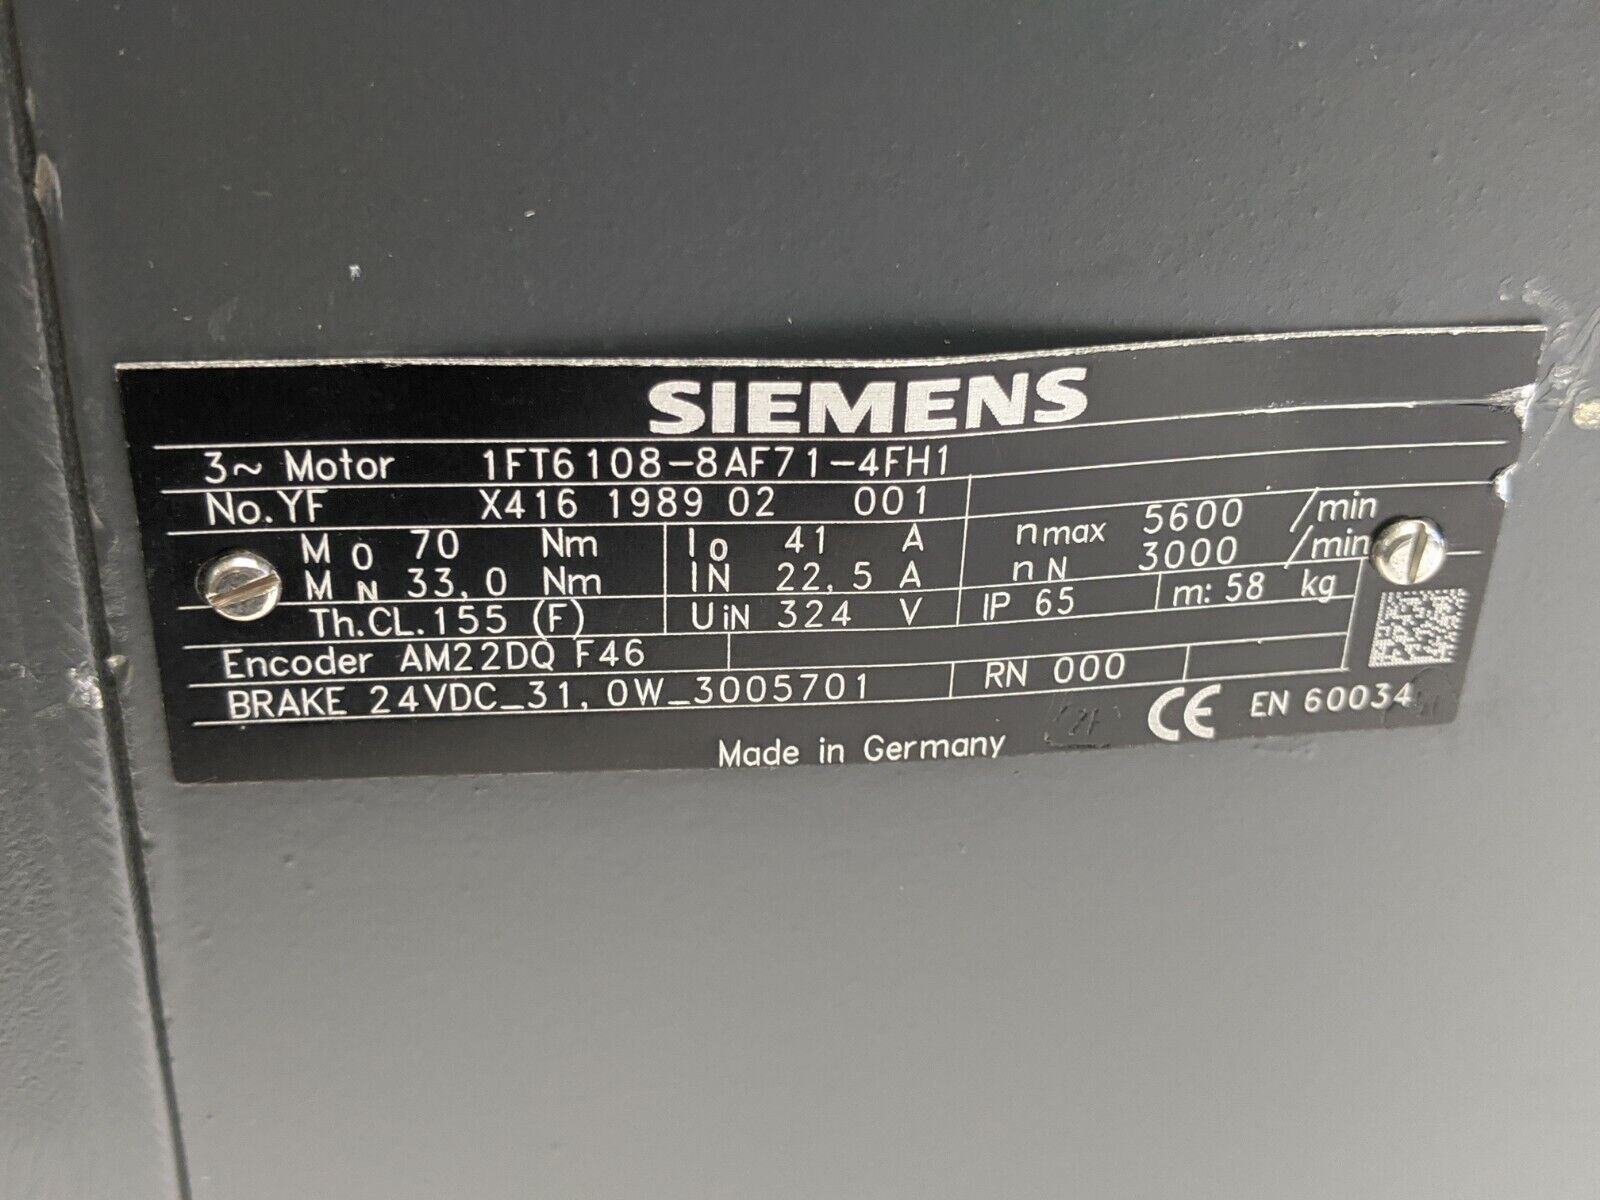 SIEMENS
3~ Motor 1FT6108-8AF71-4FH1
No.YF X416 1989 02 001
M0 70 Nm I0 41 A nmax 5600 /min
MN 33,0 Nm IN 22,5 A nN 3000 /min
Th.CL.155 (F) UIN 324 V IP 65 m: 58 kg
Encoder AM22DQ F46
BRAKE 24VDC_31,0W_3005701 RN 000
CE EN 60034
Made in Germany